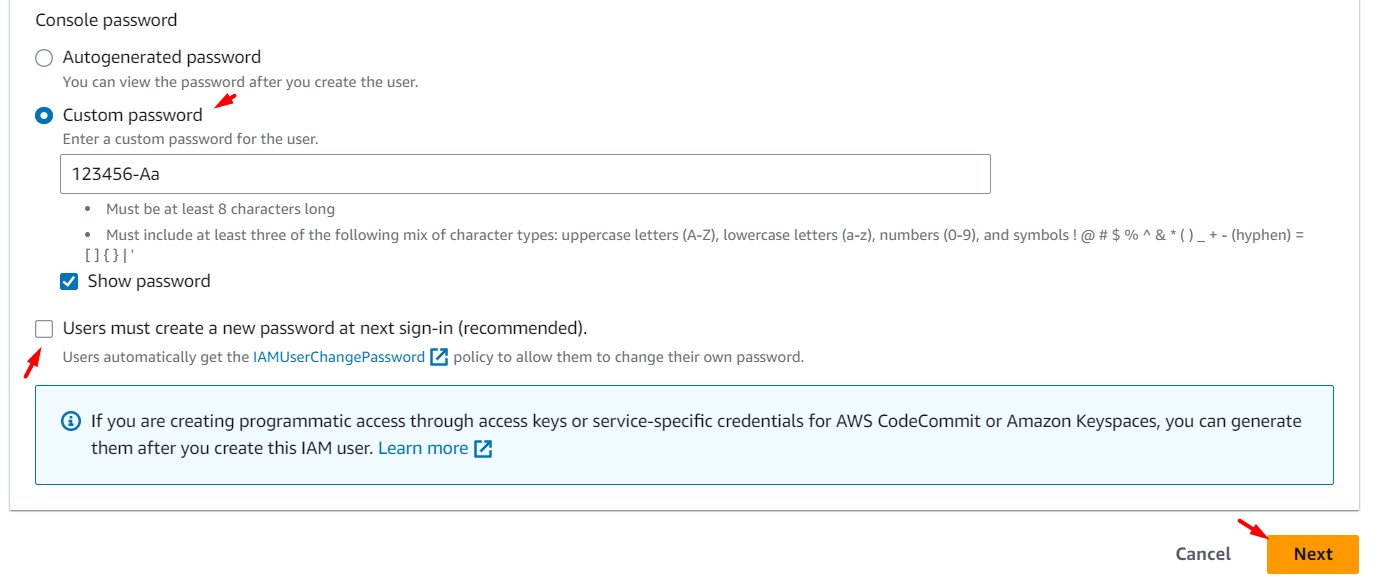 Console password
Autogenerated password
You can view the password after you create the user.
Custom password
Enter a custom password for the user.
123456-Aa
• Must be at least 8 characters long
• Must include at least three of the following mix of character types: uppercase letters (A-Z), lowercase letters (a-z), numbers (0-9), and symbols ! @ # $ % ^ & * ( ) _ + - (hyphen) =
[ ] { } | '
Show password
Users must create a new password at next sign-in (recommended).
Users automatically get the IAMUserChangePassword policy to allow them to change their own password.
If you are creating programmatic access through access keys or service-specific credentials for AWS CodeCommit or Amazon Keyspaces, you can generate
them after you create this IAM user. Learn more
Cancel
Next